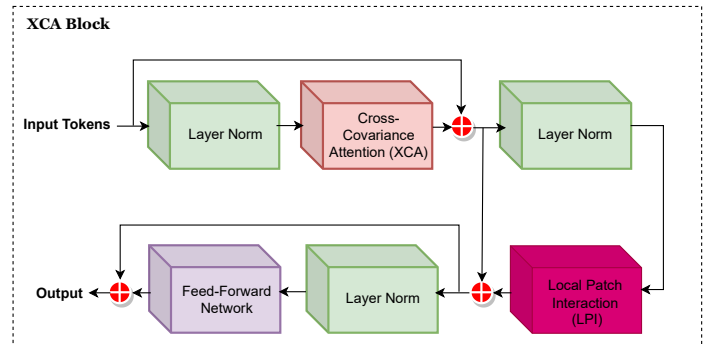 XCA Block
Input Tokens
Layer Norm
Cross-
Covariance
Attention (XCA)
Layer Norm
Output
Feed-Forward
Network
Layer Norm
Local Patch
Interaction
(LPI)